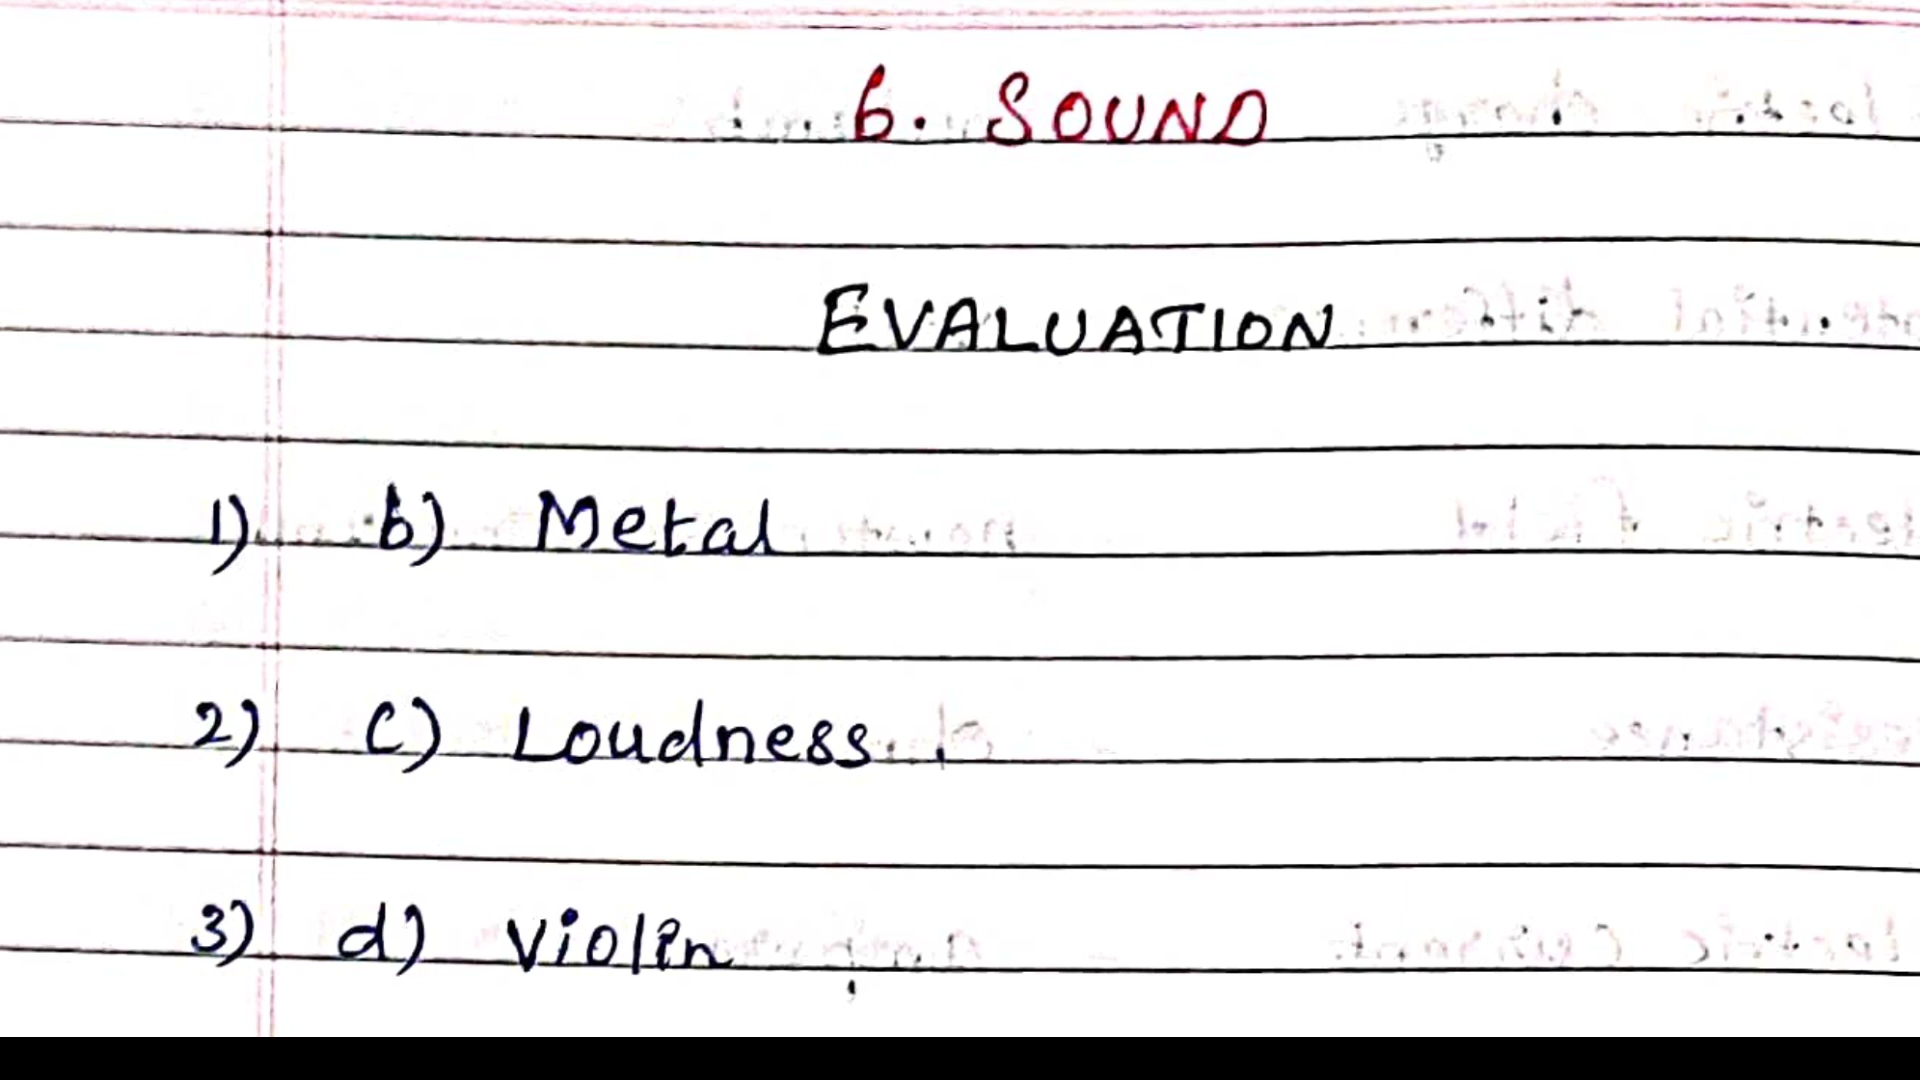 6. SOUND
EVALUATION
1) b) Metal
2) c) Loudness.
3) d) Violin